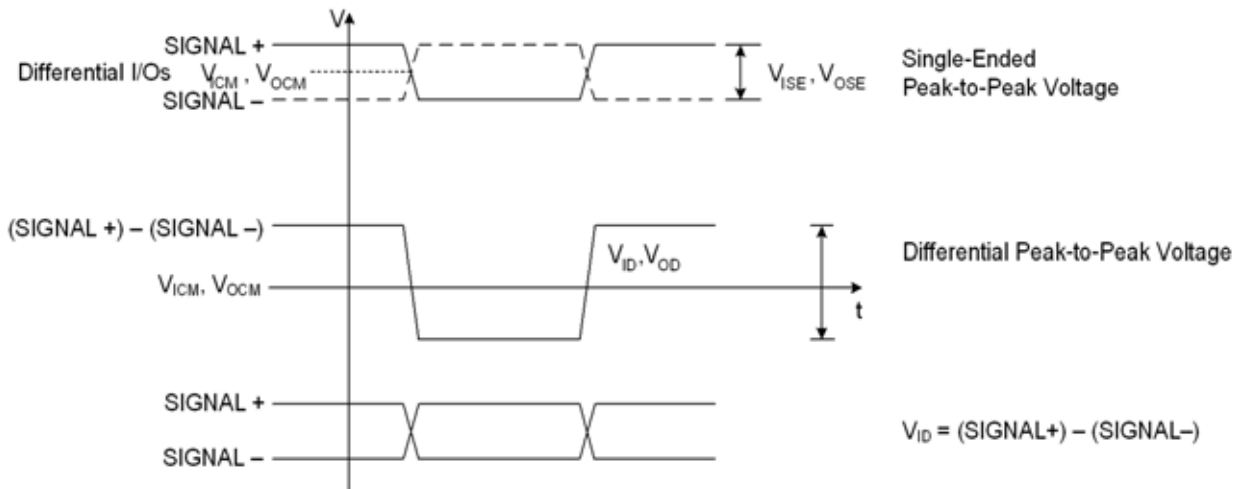 V
SIGNAL +
Differential I/Os V_ICM , V_OCM
SIGNAL –
V_ISE, V_OSE
Single-Ended
Peak-to-Peak Voltage
(SIGNAL +) – (SIGNAL –)
V_ID, V_OD
Differential Peak-to-Peak Voltage
V_ICM, V_OCM
t
SIGNAL +
V_ID = (SIGNAL+) – (SIGNAL–)
SIGNAL –